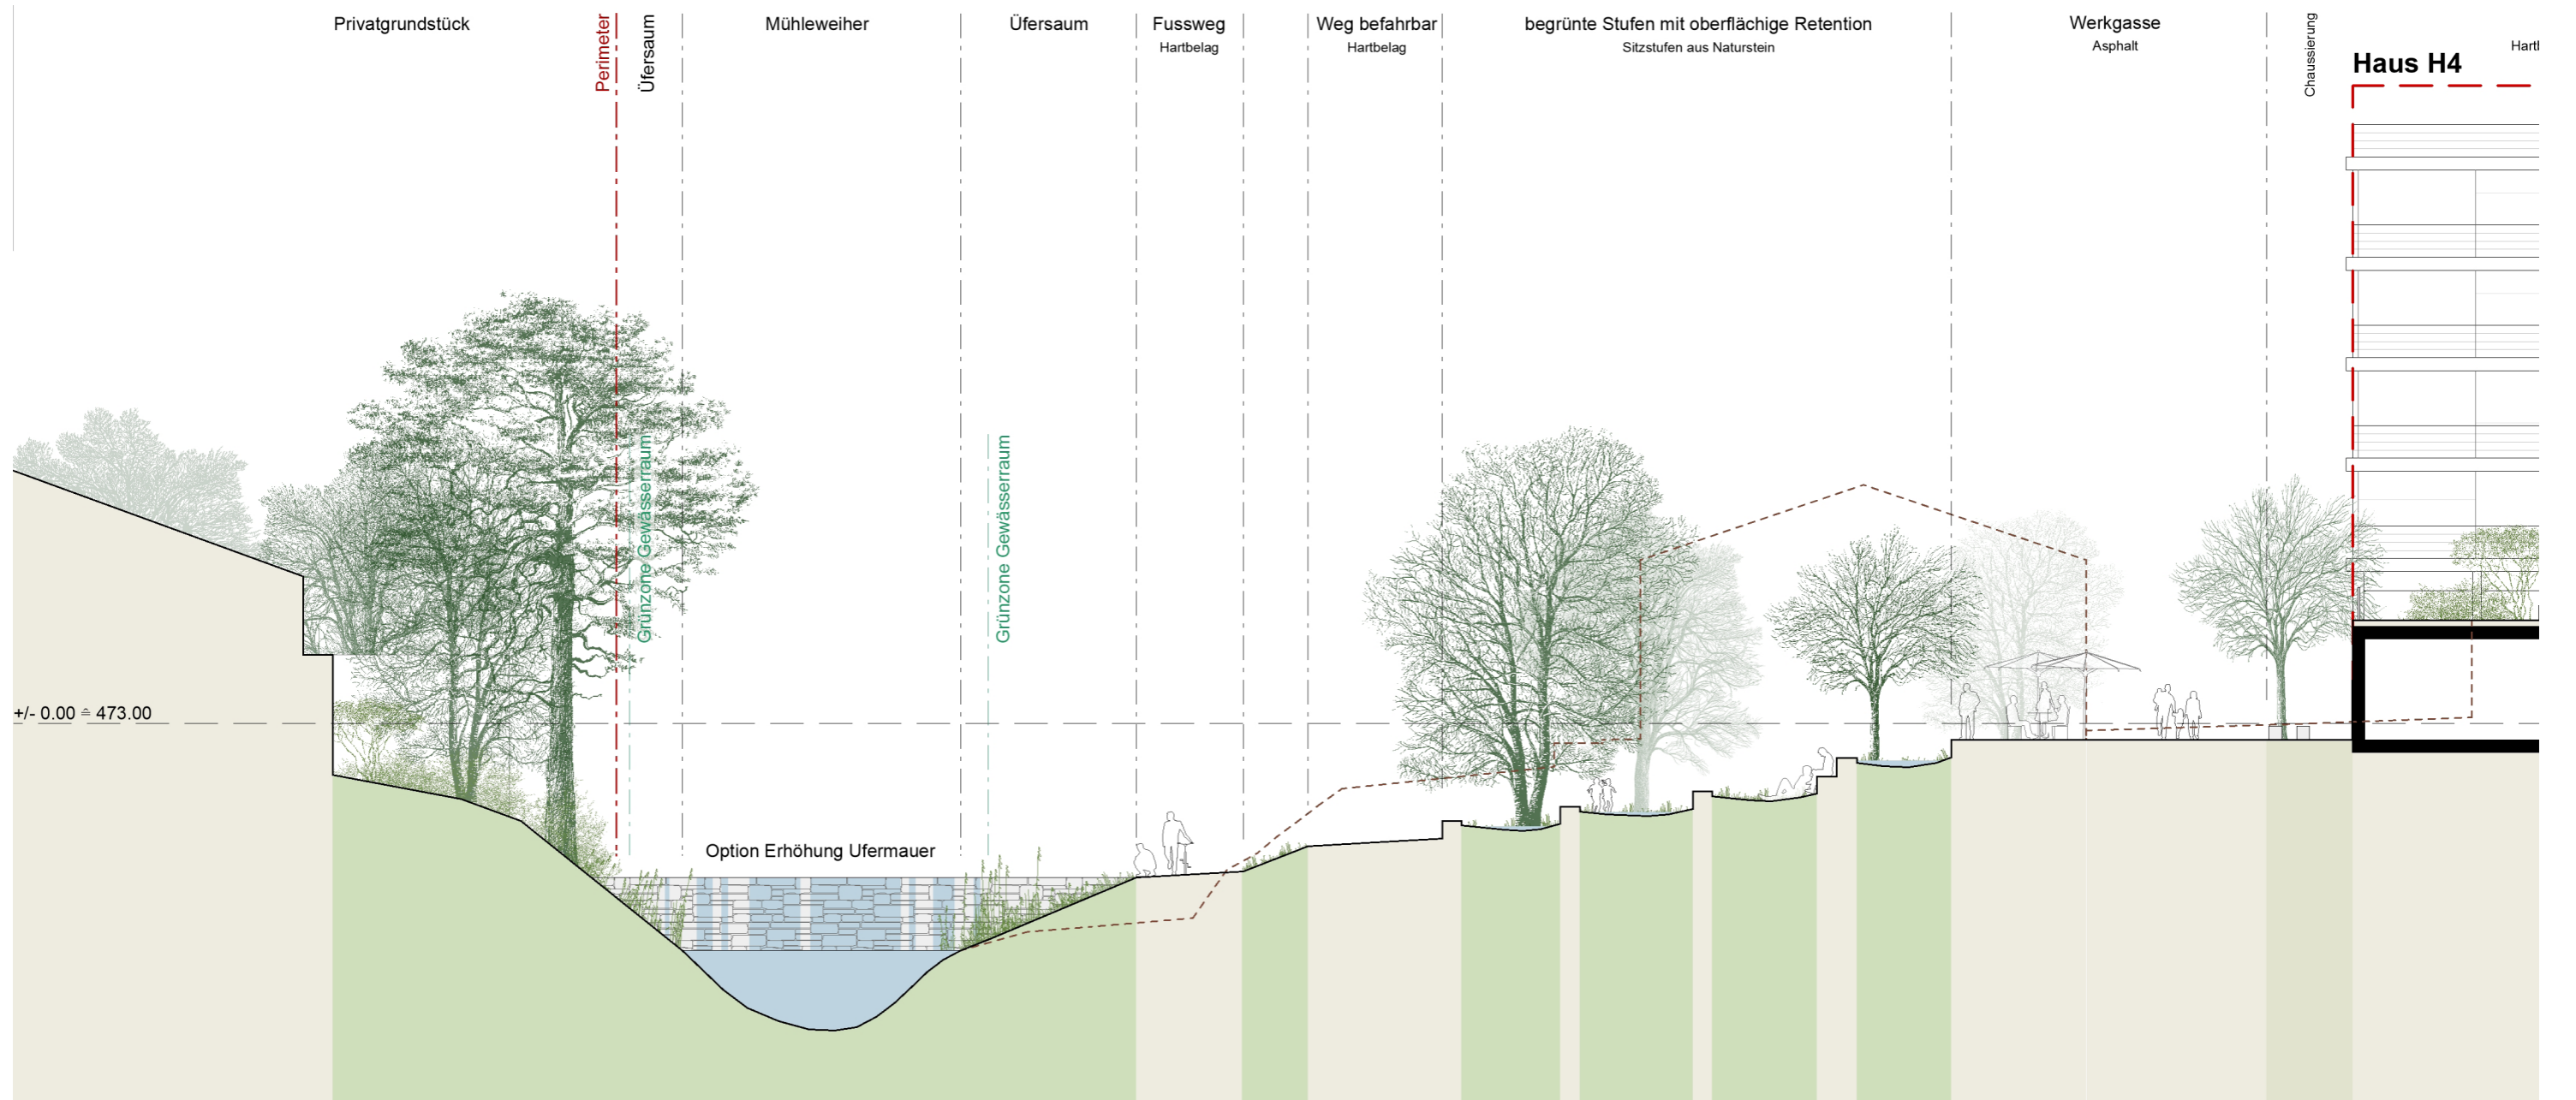 Privatgrundstück
Perimeter
Üfersaum
Mühleweiher
Üfersaum
Fussweg
Hartbelag
Weg befahrbar
Hartbelag
begrünte Stufen mit oberflächige Retention
Sitzstufen aus Naturstein
Werkgasse
Asphalt
Chaussierung
Haus H4
Grünzone Gewässerraum
Grünzone Gewässerraum
+/- 0.00 ≙ 473.00
Option Erhöhung Ufermauer